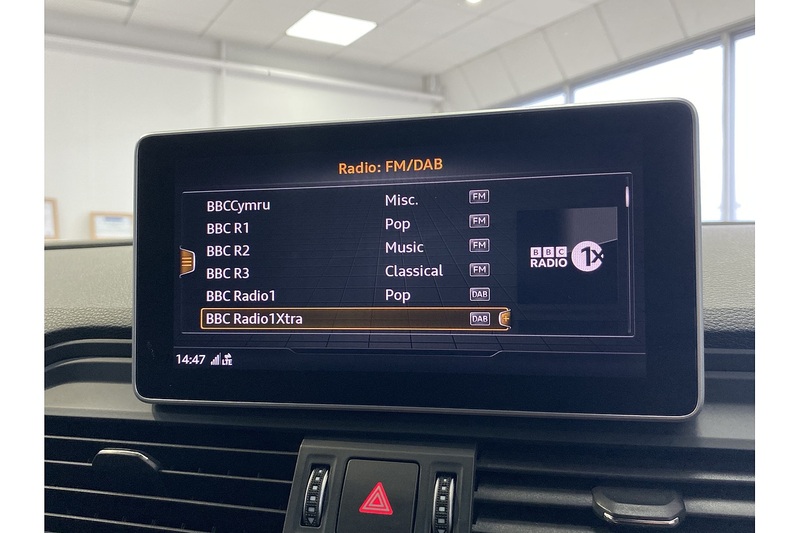 Radio: FM/DAB
BBCCymru Misc. FM
BBC R1 Pop FM
BBC R2 Music FM
BBC R3 Classical FM
BBC Radio1 Pop DAB
BBC Radio1Xtra DAB
BBC
RADIO 1X
14:47 LTE